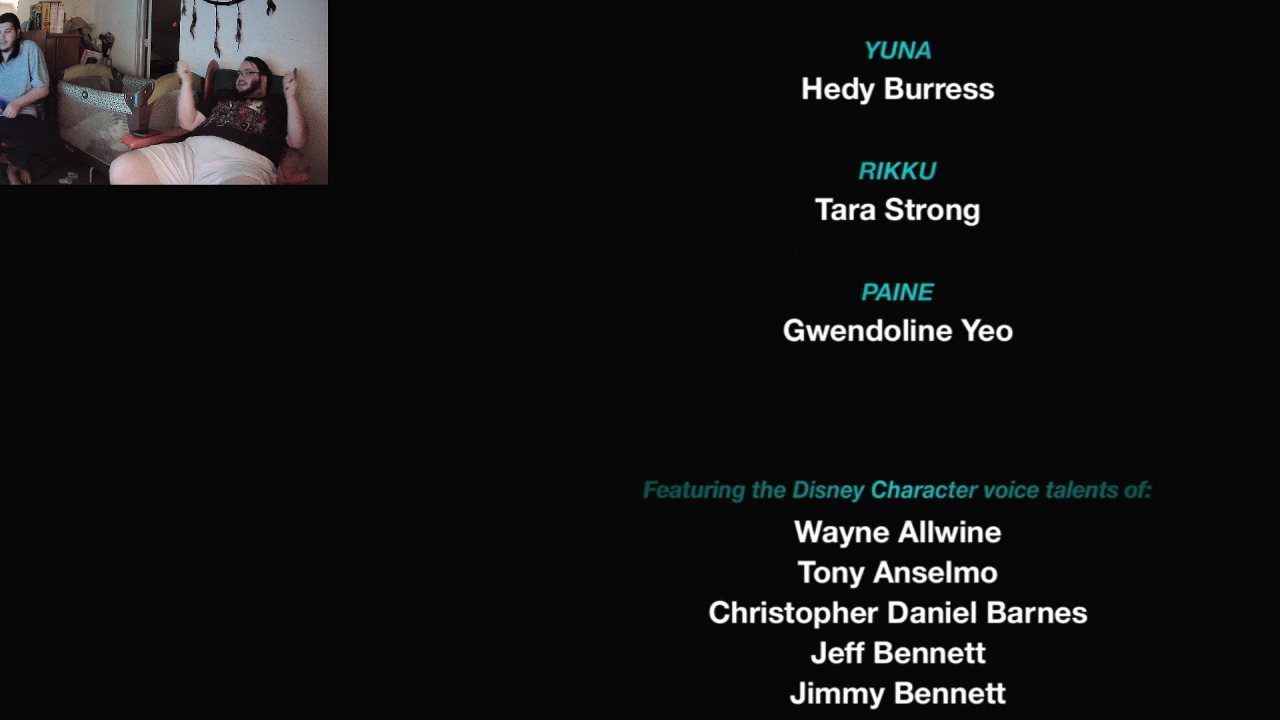 YUNA
Hedy Burress
RIKKU
Tara Strong
PAINE
Gwendoline Yeo
Featuring the Disney Character voice talents of:
Wayne Allwine
Tony Anselmo
Christopher Daniel Barnes
Jeff Bennett
Jimmy Bennett